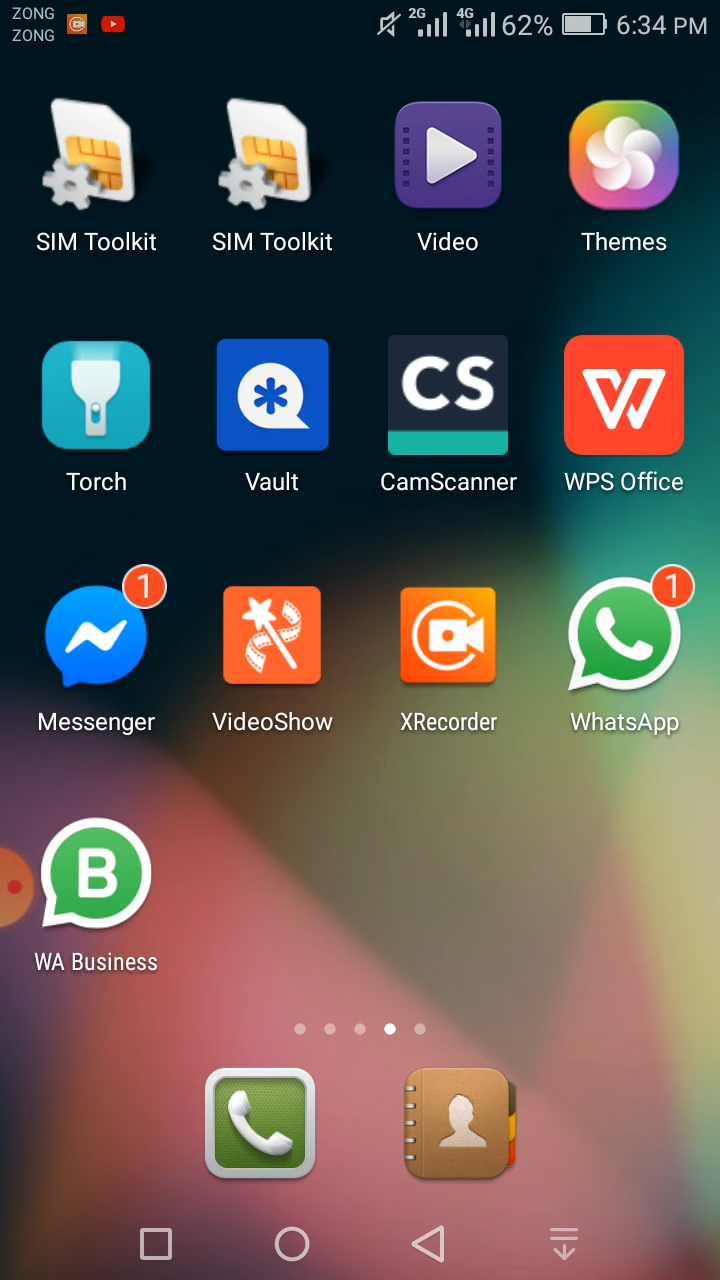 ZONG
ZONG
2G 4G 62% 6:34 PM
SIM Toolkit SIM Toolkit Video Themes
CS
Torch Vault CamScanner WPS Office
1 1
Messenger VideoShow XRecorder WhatsApp
B
WA Business